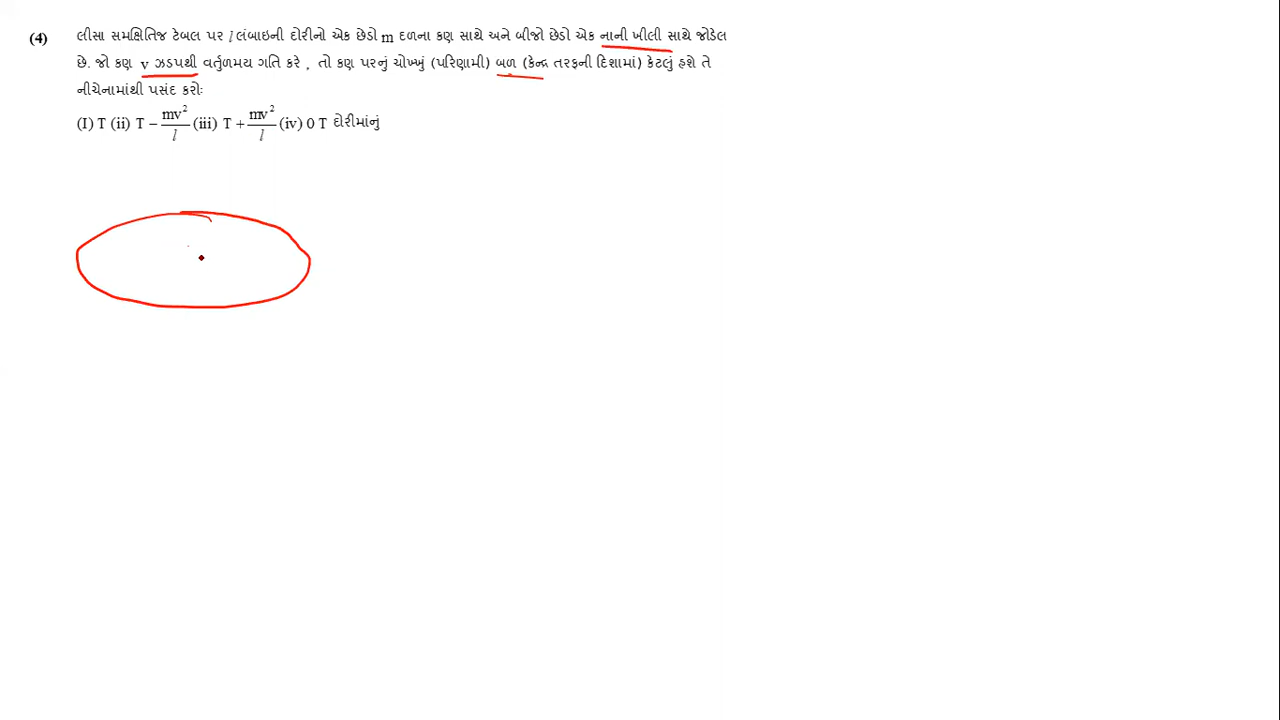 (4) લીસા સમક્ષિતિજ ટેબલ પર l લંબાઇની દોરીનો એક છેડો m દળના કણ સાથે અને બીજો છેડો એક નાની ખીલી સાથે જોડેલ
છે. જો કણ v ઝડપથી વર્તુળમય ગતિ કરે , તો કણ પરનું ચોખ્ખું (પરિણામી) બળ (કેન્દ્ર તરફની દિશામાં) કેટલું હશે તે
નીચેનામાંથી પસંદ કરોઃ
(I) T (ii) T − mv²/l (iii) T + mv²/l (iv) 0 T દોરીમાંનું